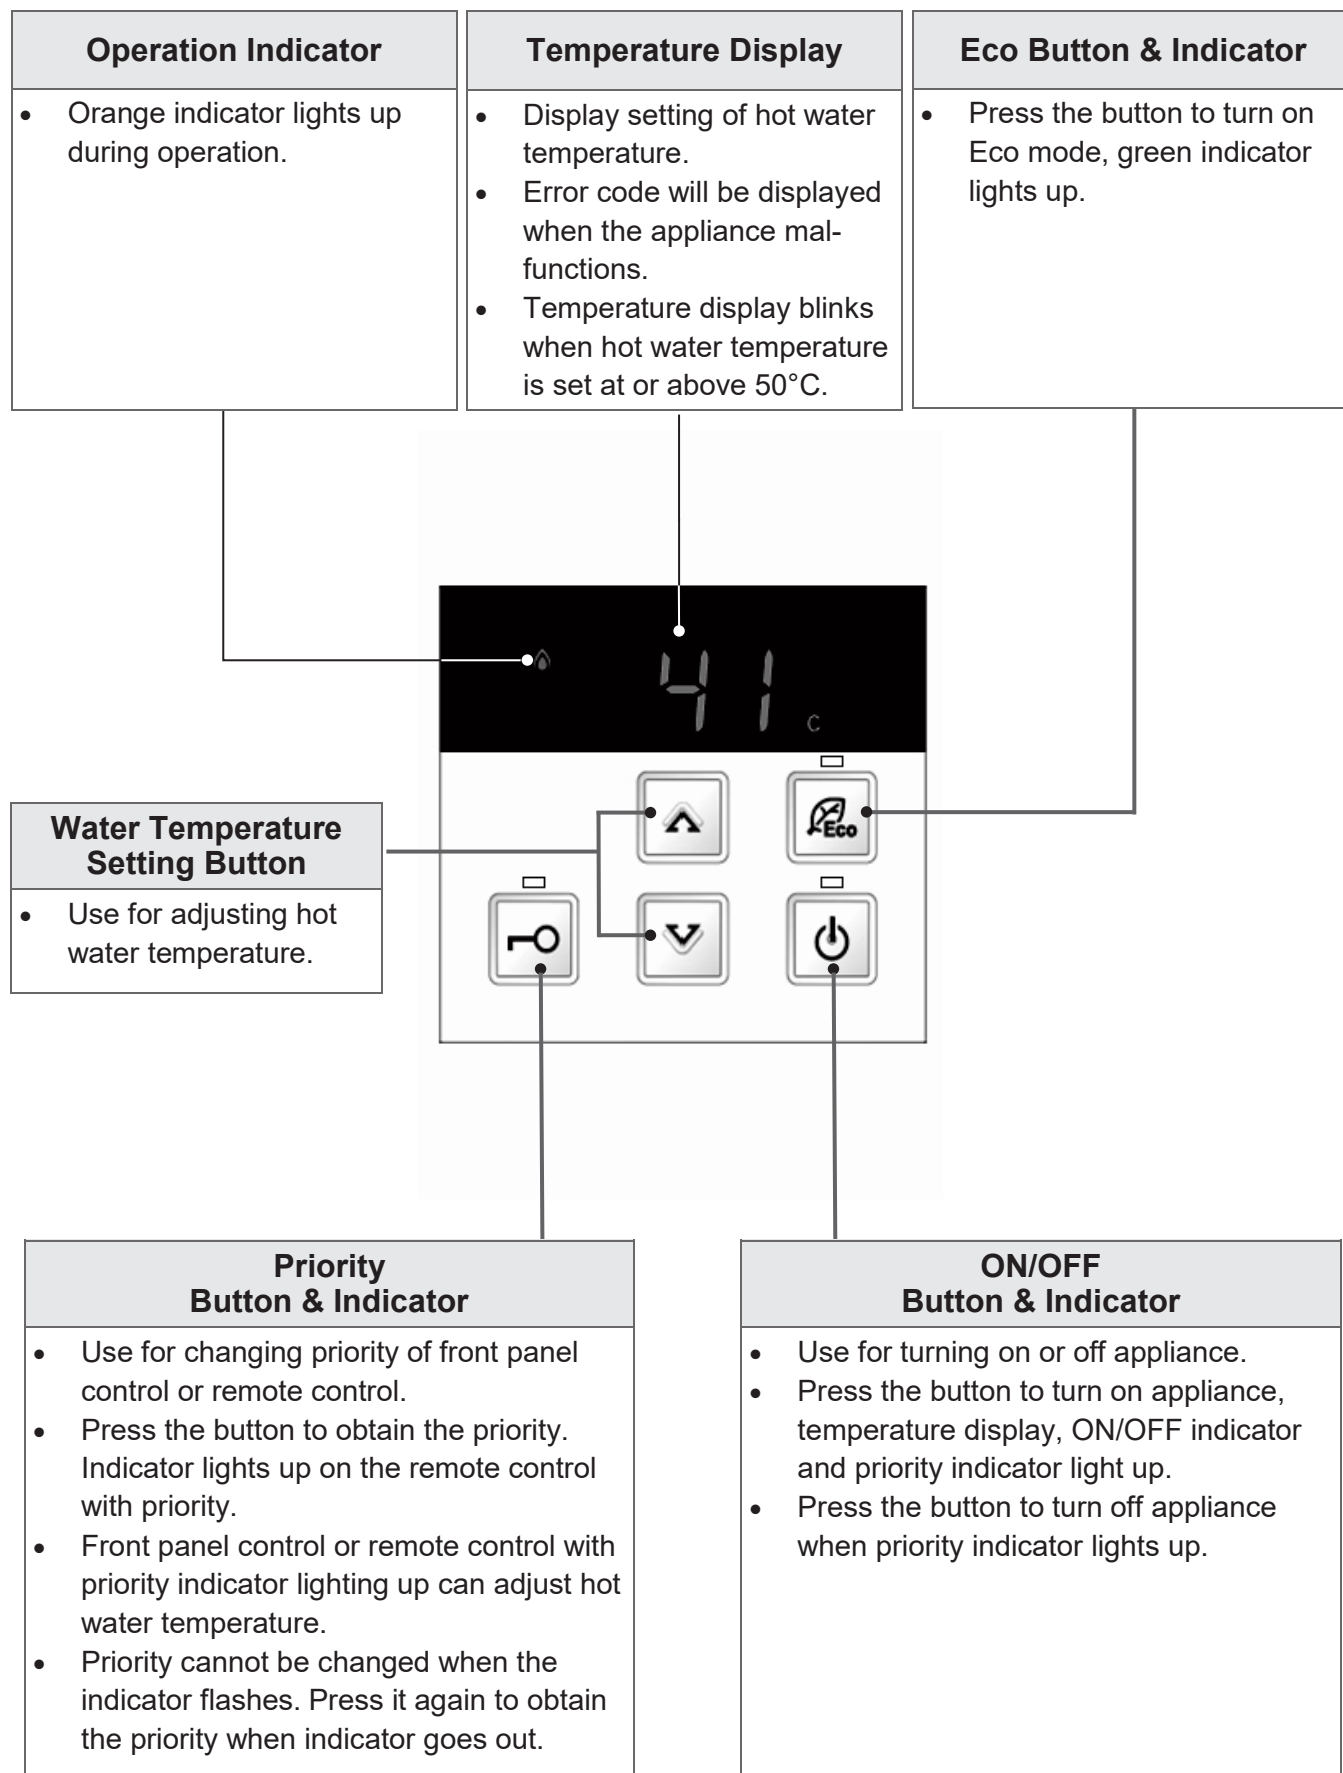 Operation Indicator
• Orange indicator lights up
during operation.
Temperature Display
• Display setting of hot water
temperature.
• Error code will be displayed
when the appliance mal-
functions.
• Temperature display blinks
when hot water temperature
is set at or above 50°C.
Eco Button & Indicator
• Press the button to turn on
Eco mode, green indicator
lights up.
41 C
Eco
Water Temperature
Setting Button
• Use for adjusting hot
water temperature.
Priority
Button & Indicator
• Use for changing priority of front panel
control or remote control.
• Press the button to obtain the priority.
Indicator lights up on the remote control
with priority.
• Front panel control or remote control with
priority indicator lighting up can adjust hot
water temperature.
• Priority cannot be changed when the
indicator flashes. Press it again to obtain
the priority when indicator goes out.
ON/OFF
Button & Indicator
• Use for turning on or off appliance.
• Press the button to turn on appliance,
temperature display, ON/OFF indicator
and priority indicator light up.
• Press the button to turn off appliance
when priority indicator lights up.